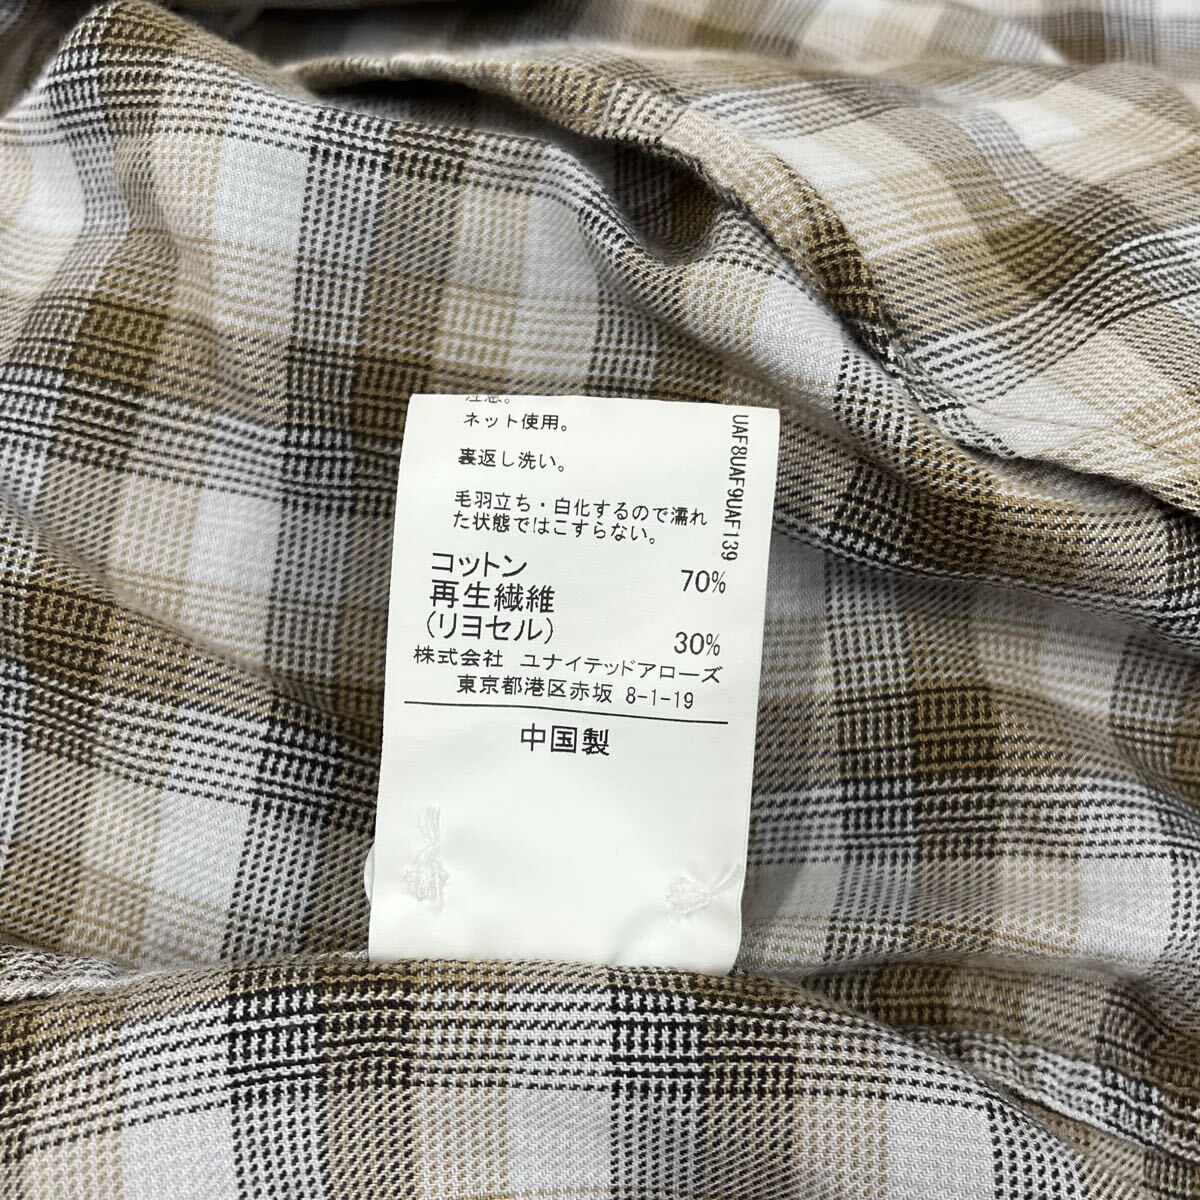 注意。
ネット使用。
裏返し洗い。
毛羽立ち・白化するので濡れ
た状態ではこすらない。
コットン 70%
再生繊維
(リヨセル) 30%
株式会社 ユナイテッドアローズ
東京都港区赤坂 8-1-19
中国製
UAF8UAF9UAF139